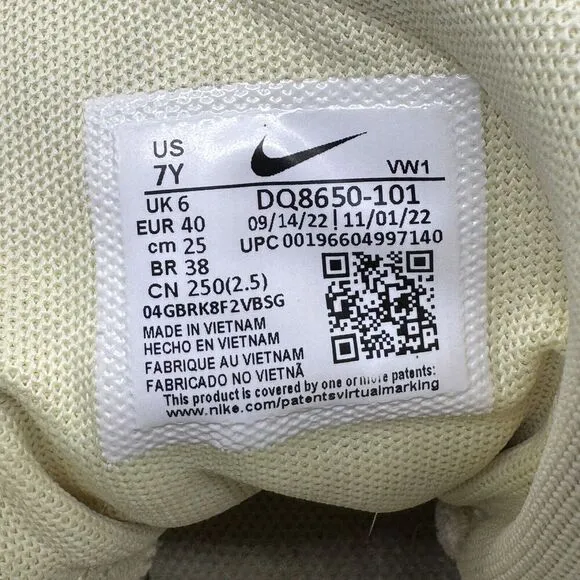 US
7Y
VW1
UK 6
DQ8650-101
EUR 40
09/14/22 | 11/01/22
cm 25
UPC 00196604997140
BR 38
CN 250(2.5)
04GBRK8F2VBSG
MADE IN VIETNAM
HECHO EN VIETNAM
FABRIQUE AU VIETNAM
FABRICADO NO VIETNÃ
This product is covered by one or more patents:
www.nike.com/patentsvirtualmarking